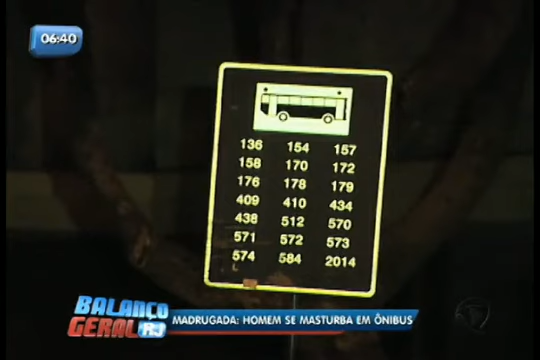 06:40
136 154 157
158 170 172
176 178 179
409 410 434
438 512 570
571 572 573
574 584 2014
L
BALANÇO
GERAL RJ
MADRUGADA: HOMEM SE MASTURBA EM ÔNIBUS